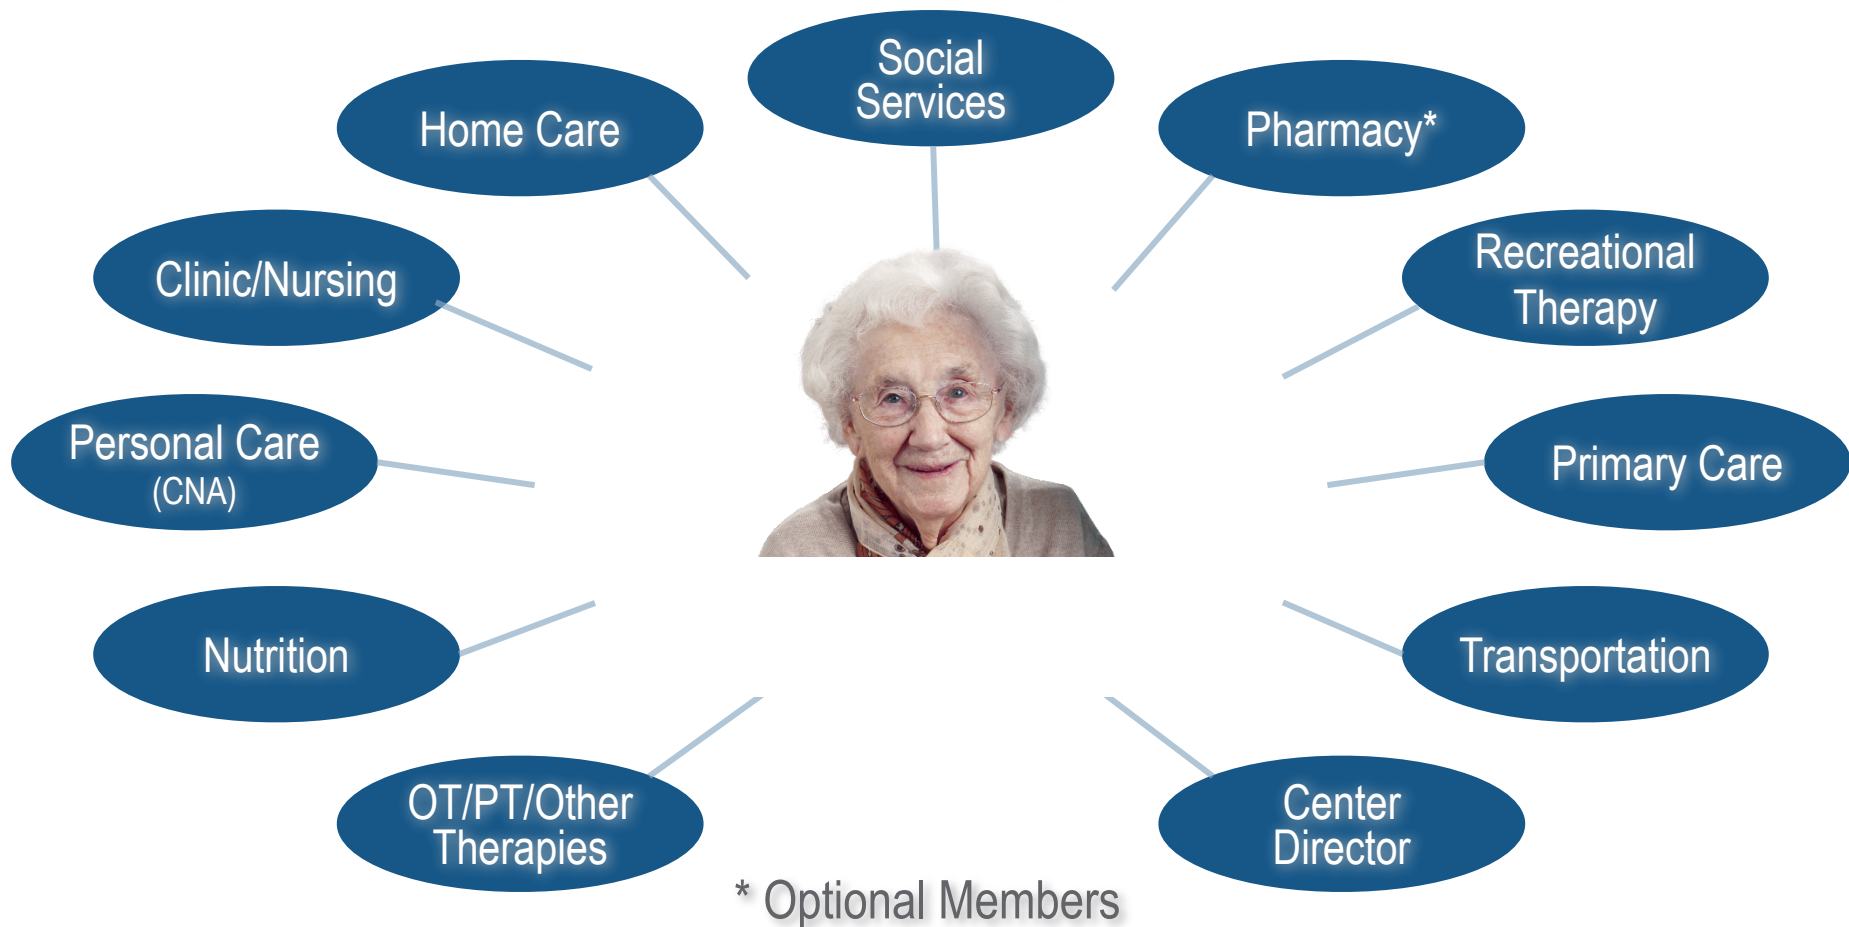 Social
Services
Home Care
Pharmacy*
Clinic/Nursing
Recreational
Therapy
Personal Care
(CNA)
Primary Care
Nutrition
Transportation
OT/PT/Other
Therapies
Center
Director
* Optional Members